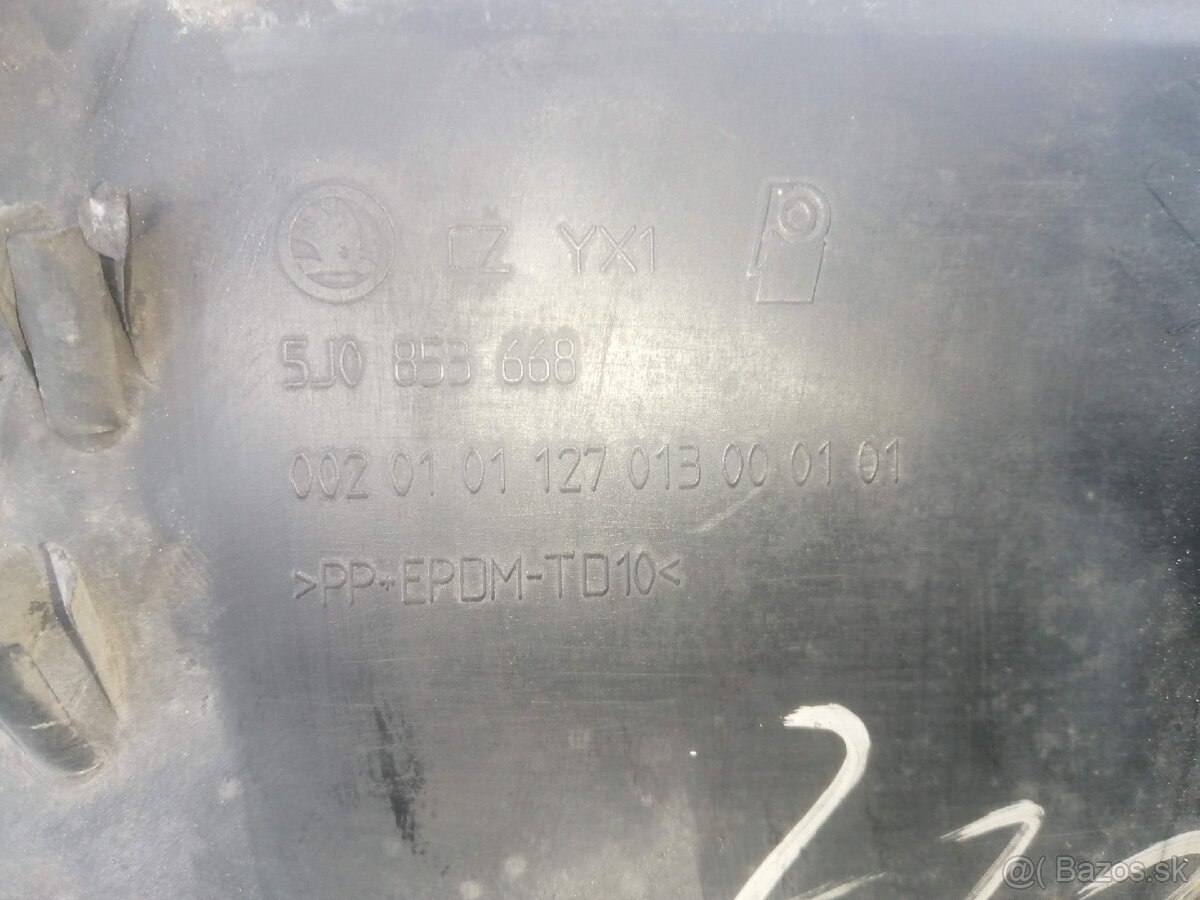 CZ YX1
5J0 853 668
002 01 01 127 013 00 01 01
>PP+EPDM-TD10<
@( Bazos.sk